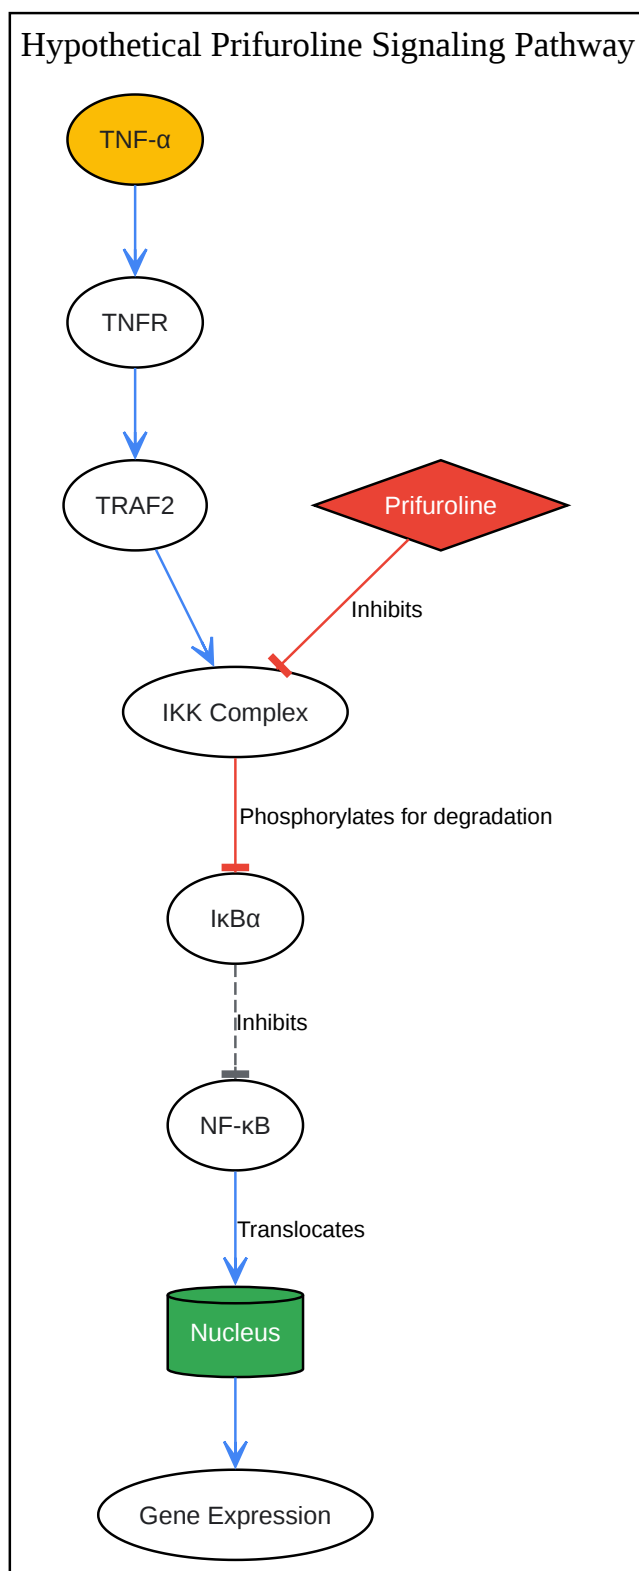 Hypothetical Prifuroline Signaling Pathway
TNF-α
TNFR
TRAF2
Prifuroline
Inhibits
IKK Complex
Phosphorylates for degradation
IκBα
Inhibits
NF-κB
Translocates
Nucleus
Gene Expression